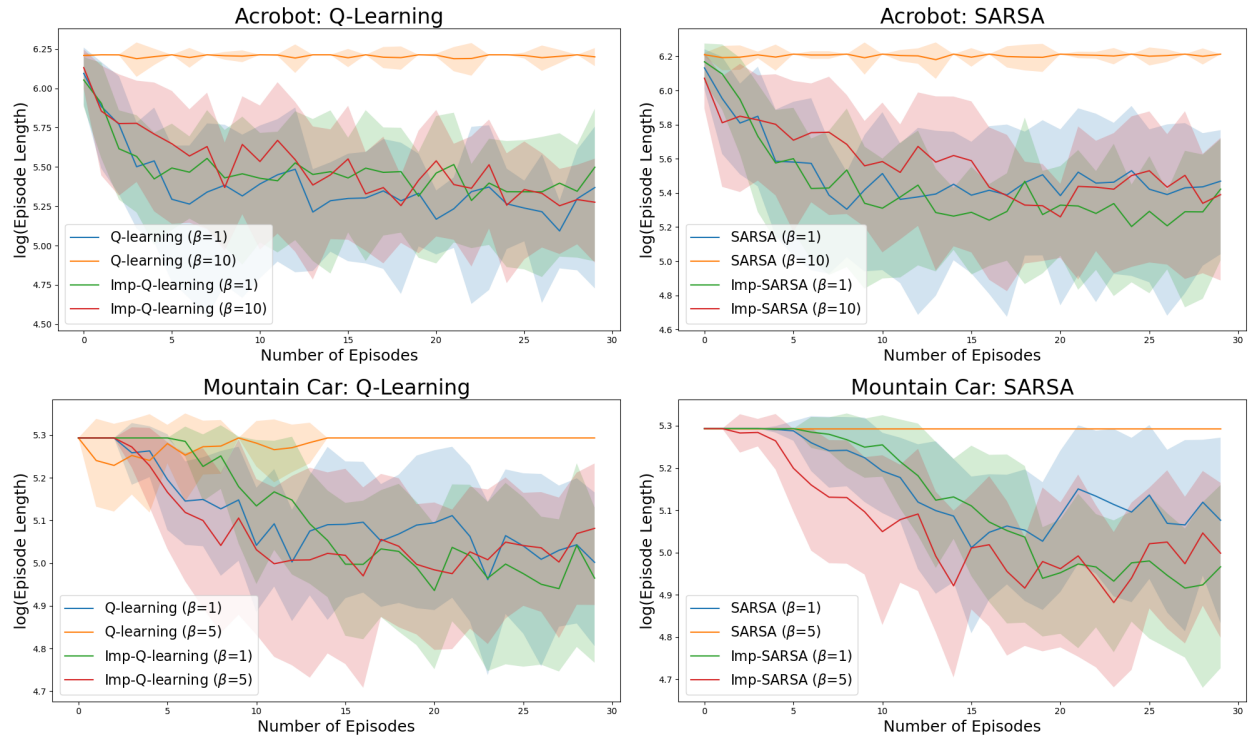 Acrobot: Q-Learning
log(Episode Length)
6.25
6.00
5.75
5.50
5.25
5.00
4.75
4.50
Q-learning (β=1)
Q-learning (β=10)
Imp-Q-learning (β=1)
Imp-Q-learning (β=10)
0 5 10 15 20 25 30
Number of Episodes
Acrobot: SARSA
log(Episode Length)
6.2
6.0
5.8
5.6
5.4
5.2
5.0
4.8
4.6
SARSA (β=1)
SARSA (β=10)
Imp-SARSA (β=1)
Imp-SARSA (β=10)
0 5 10 15 20 25 30
Number of Episodes
Mountain Car: Q-Learning
log(Episode Length)
5.3
5.2
5.1
5.0
4.9
4.8
4.7
Q-learning (β=1)
Q-learning (β=5)
Imp-Q-learning (β=1)
Imp-Q-learning (β=5)
0 5 10 15 20 25 30
Number of Episodes
Mountain Car: SARSA
log(Episode Length)
5.3
5.2
5.1
5.0
4.9
4.8
4.7
SARSA (β=1)
SARSA (β=5)
Imp-SARSA (β=1)
Imp-SARSA (β=5)
0 5 10 15 20 25 30
Number of Episodes